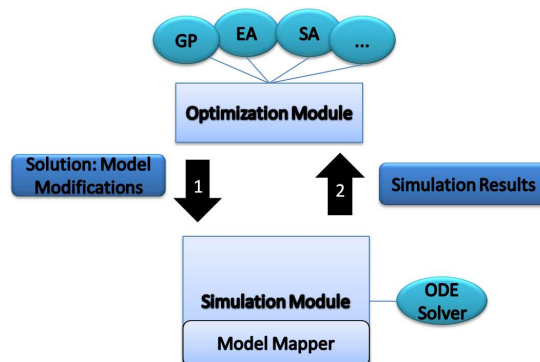 GP
EA
SA
...
Optimization Module
Solution: Model
Modifications
1
2
Simulation Results
Simulation Module
ODE
Solver
Model Mapper